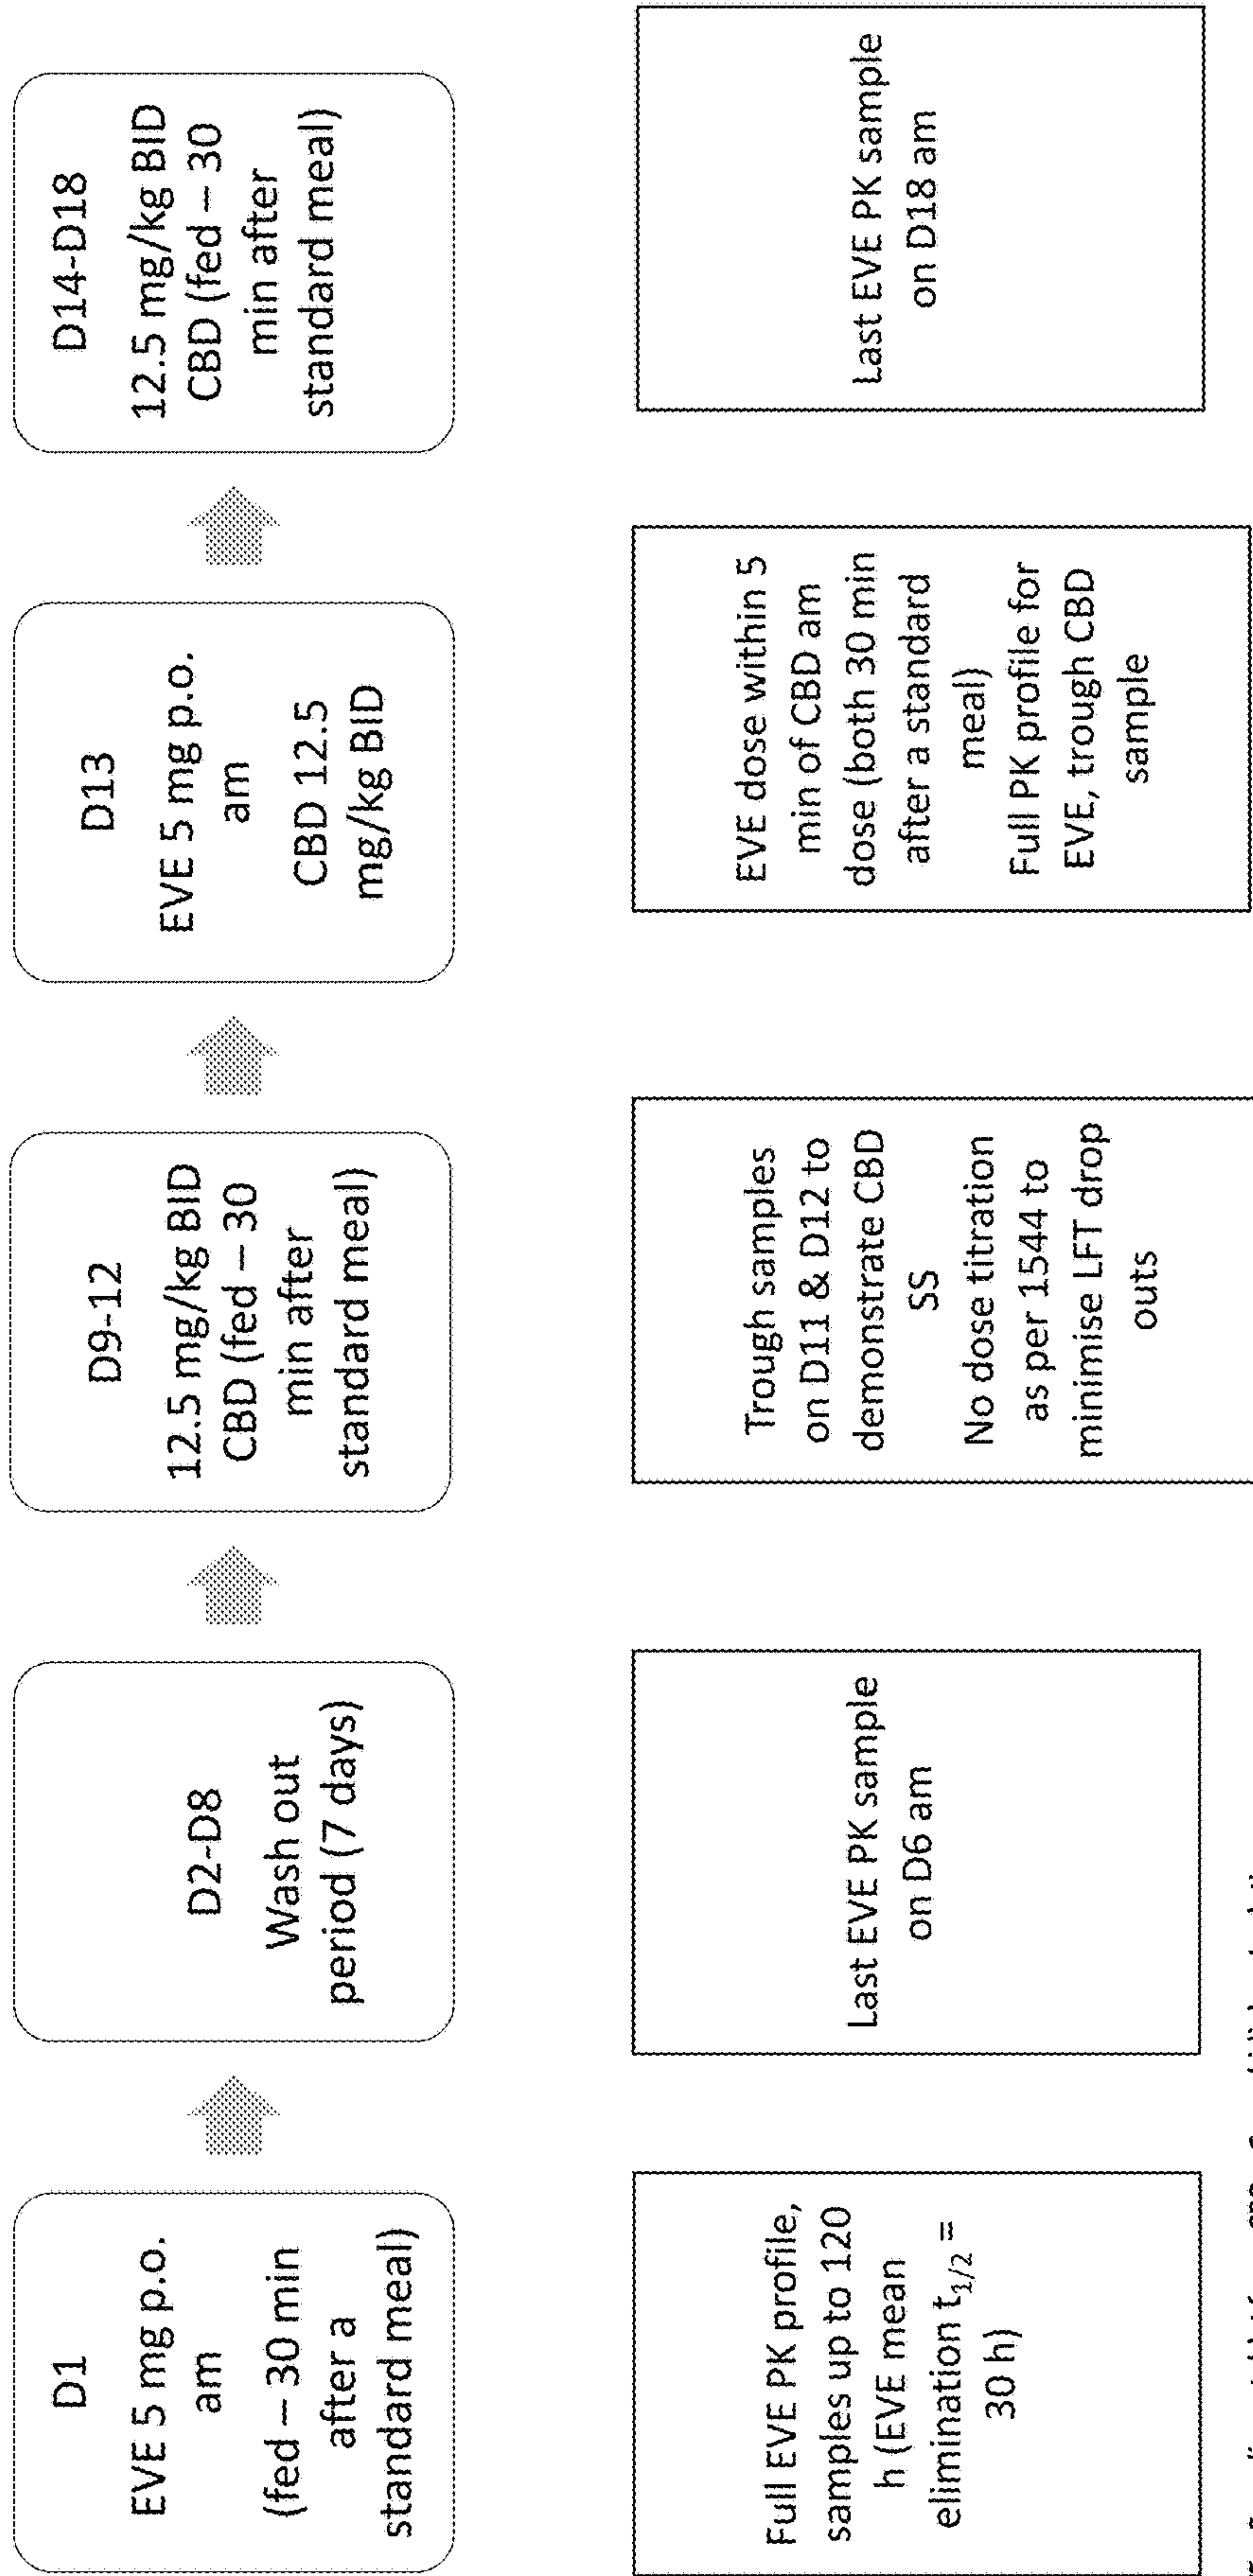 D1
EVE 5 mg p.o.
am
(fed – 30 min
after a
standard meal)
D2-D8
Wash out
period (7 days)
D9-12
12.5 mg/kg BID
CBD (fed – 30
min after
standard meal)
D13
EVE 5 mg p.o.
am
CBD 12.5
mg/kg BID
D14-D18
12.5 mg/kg BID
CBD (fed – 30
min after
standard meal)
Full EVE PK profile,
samples up to 120
h (EVE mean
elimination t1/2 =
30 h)
Last EVE PK sample
on D6 am
Trough samples
on D11 & D12 to
demonstrate CBD
SS
No dose titration
as per 1544 to
minimise LFT drop
outs
EVE dose within 5
min of CBD am
dose (both 30 min
after a standard
meal)
Full PK profile for
EVE, trough CBD
sample
Last EVE PK sample
on D18 am